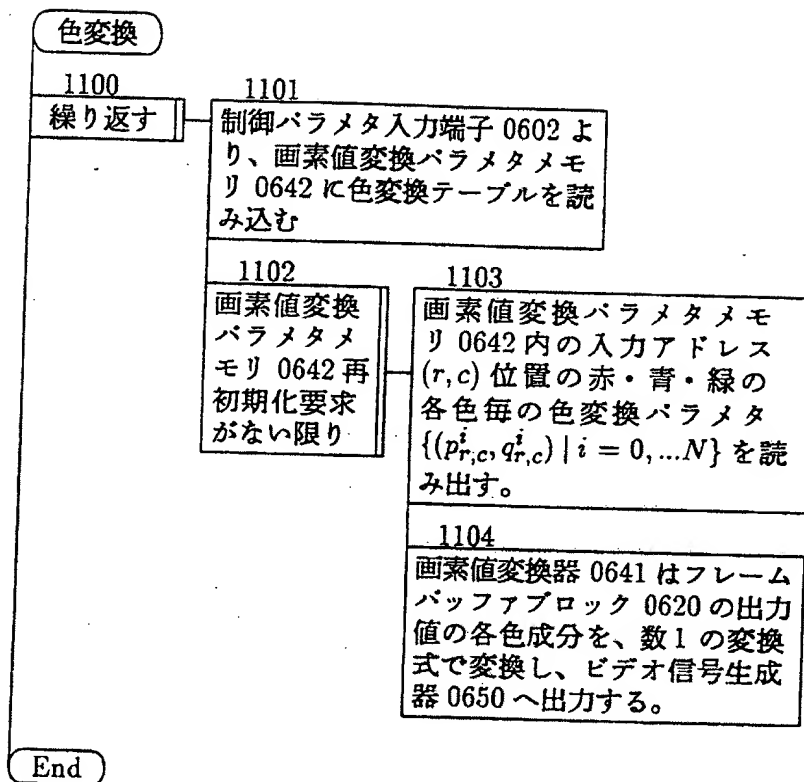 色変換
1100
繰り返す
1101
制御パラメタ入力端子 0602 よ
り、画素値変換パラメタメモ
リ 0642 に色変換テーブルを読
み込む
1102
画素値変換
パラメタメ
モリ 0642 再
初期化要求
がない限り
1103
画素値変換パラメタメモ
リ 0642 内の入力アドレス
(r, c) 位置の赤・青・緑の
各色毎の色変換パラメタ
{(p^i_{r,c}, q^i_{r,c}) | i = 0, ...N} を読
み出す。
1104
画素値変換器 0641 はフレーム
バッファブロック 0620 の出力
値の各色成分を、数1の変換
式で変換し、ビデオ信号生成
器 0650 へ出力する。
End